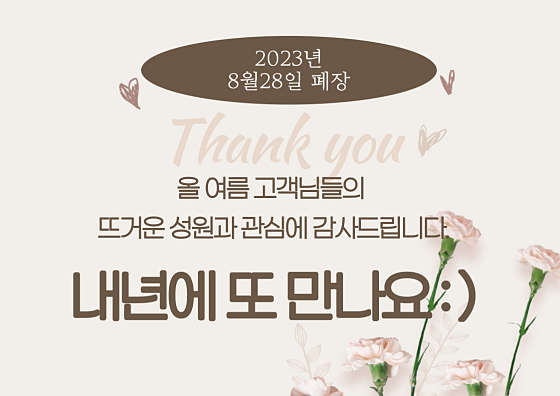 2023년
8월28일 폐장
Thank you
올 여름 고객님들의
뜨거운 성원과 관심에 감사드립니다.
내년에 또 만나요:)